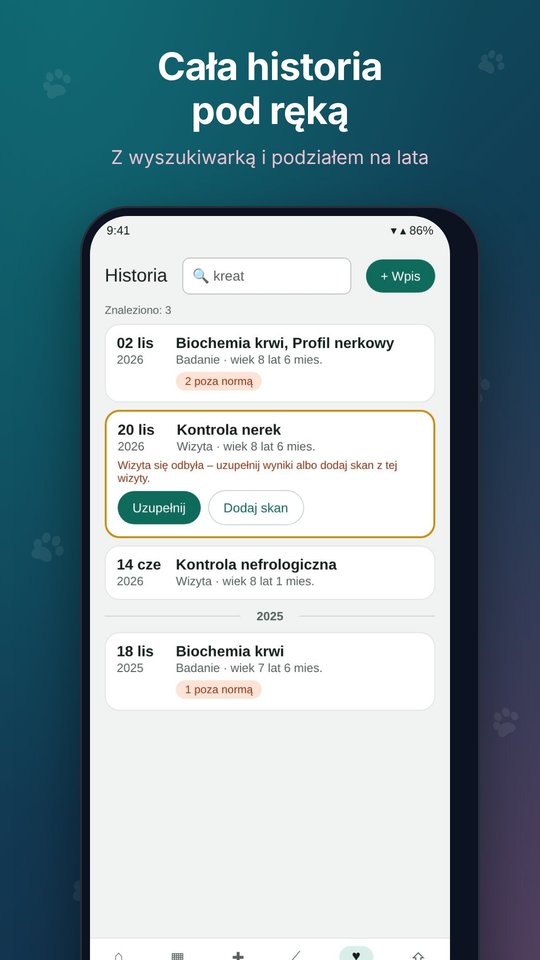 Cała historia
pod ręką
Z wyszukiwarką i podziałem na lata
9:41
86%
Historia
kreat
+ Wpis
Znaleziono: 3
02 lis
Biochemia krwi, Profil nerkowy
2026
Badanie · wiek 8 lat 6 mies.
2 poza normą
20 lis
Kontrola nerek
2026
Wizyta · wiek 8 lat 6 mies.
Wizyta się odbyła – uzupełnij wyniki albo dodaj skan z tej
wizyty.
Uzupełnij
Dodaj skan
14 cze
Kontrola nefrologiczna
2026
Wizyta · wiek 8 lat 1 mies.
2025
18 lis
Biochemia krwi
2025
Badanie · wiek 7 lat 6 mies.
1 poza normą